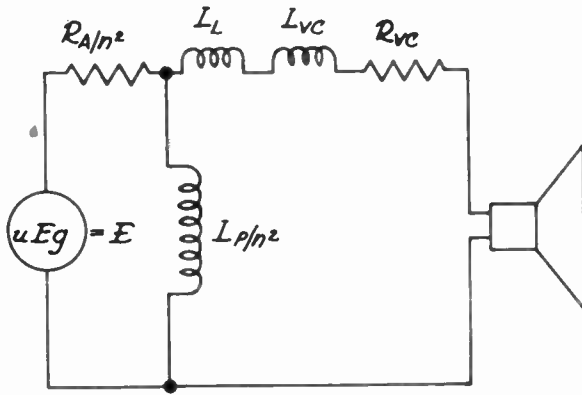 R_A/n²
L_L
L_VC
R_VC
uEg = E
L_P/n²